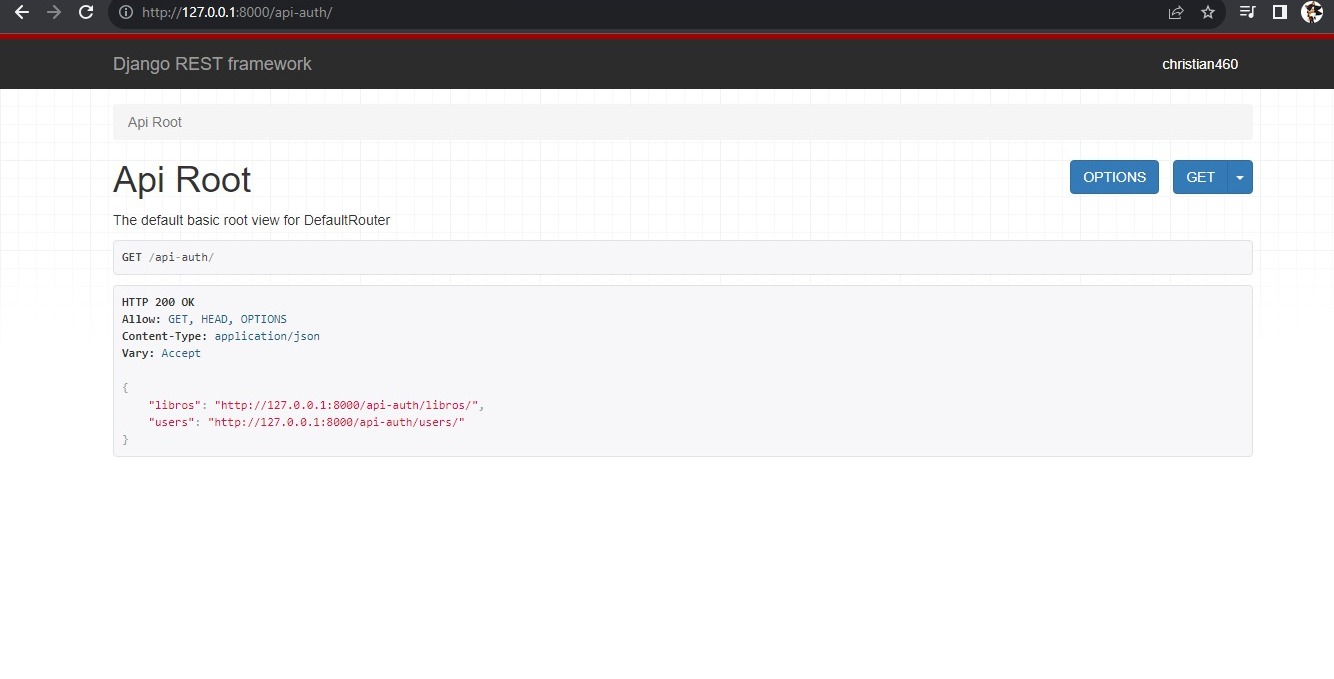 http://127.0.0.1:8000/api-auth/
Django REST framework
christian460
Api Root
Api Root
OPTIONS
GET
The default basic root view for DefaultRouter
GET /api-auth/
HTTP 200 OK
Allow: GET, HEAD, OPTIONS
Content-Type: application/json
Vary: Accept
{
"libros": "http://127.0.0.1:8000/api-auth/libros/",
"users": "http://127.0.0.1:8000/api-auth/users/"
}